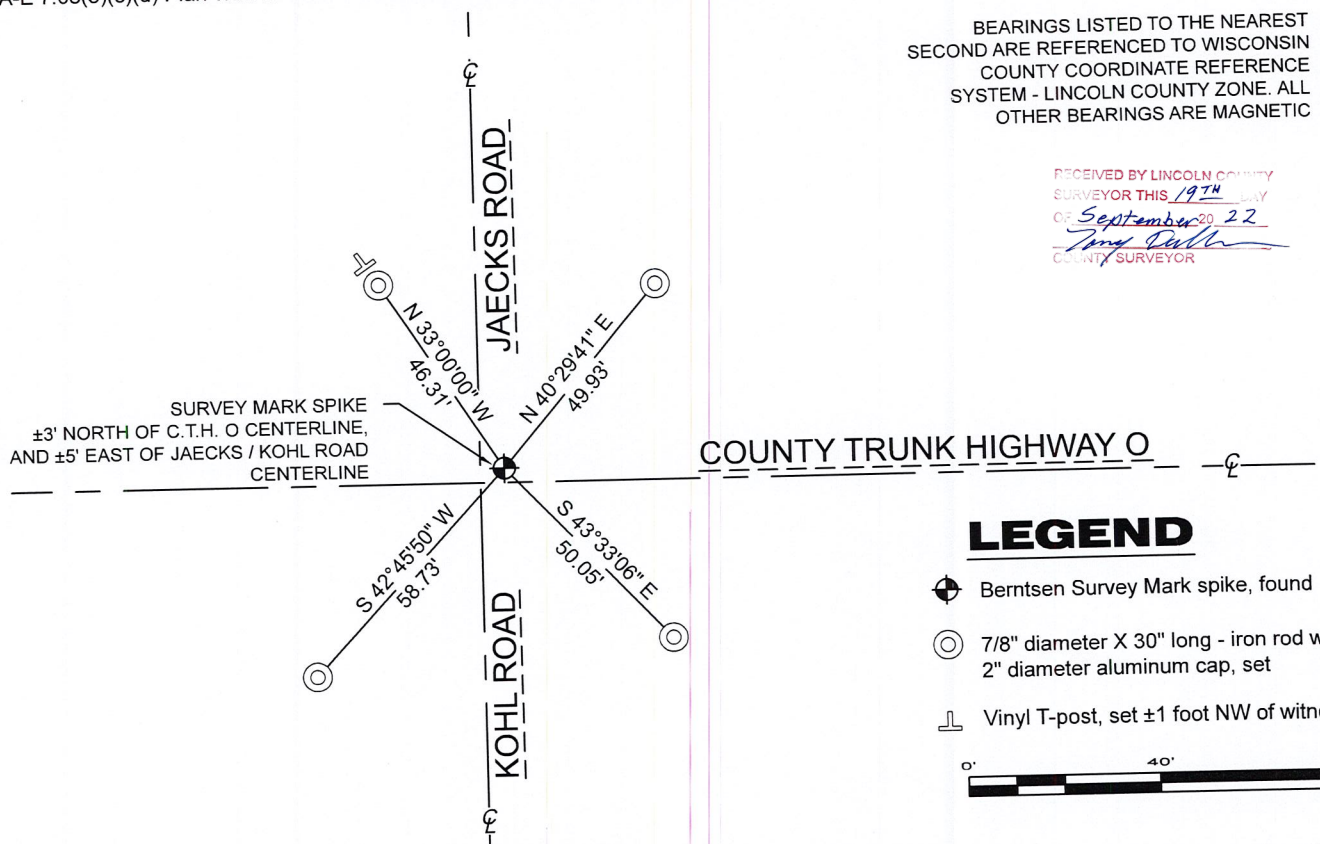 BEARINGS LISTED TO THE NEAREST
SECOND ARE REFERENCED TO WISCONSIN
COUNTY COORDINATE REFERENCE
SYSTEM - LINCOLN COUNTY ZONE. ALL
OTHER BEARINGS ARE MAGNETIC
RECEIVED BY LINCOLN COUNTY
SURVEYOR THIS 19TH DAY
OF September 20 22
COUNTY SURVEYOR
℄
JAECKS ROAD
N 33°00'00" W
46.31'
N 40°29'41" E
49.93'
SURVEY MARK SPIKE
±3' NORTH OF C.T.H. O CENTERLINE,
AND ±5' EAST OF JAECKS / KOHL ROAD
CENTERLINE
COUNTY TRUNK HIGHWAY O
℄
S 42°45'50" W
58.73'
S 43°33'06" E
50.05'
KOHL ROAD
℄
LEGEND
Berntsen Survey Mark spike, found
7/8" diameter X 30" long - iron rod
2" diameter aluminum cap, set
Vinyl T-post, set ±1 foot NW of
0'
40'